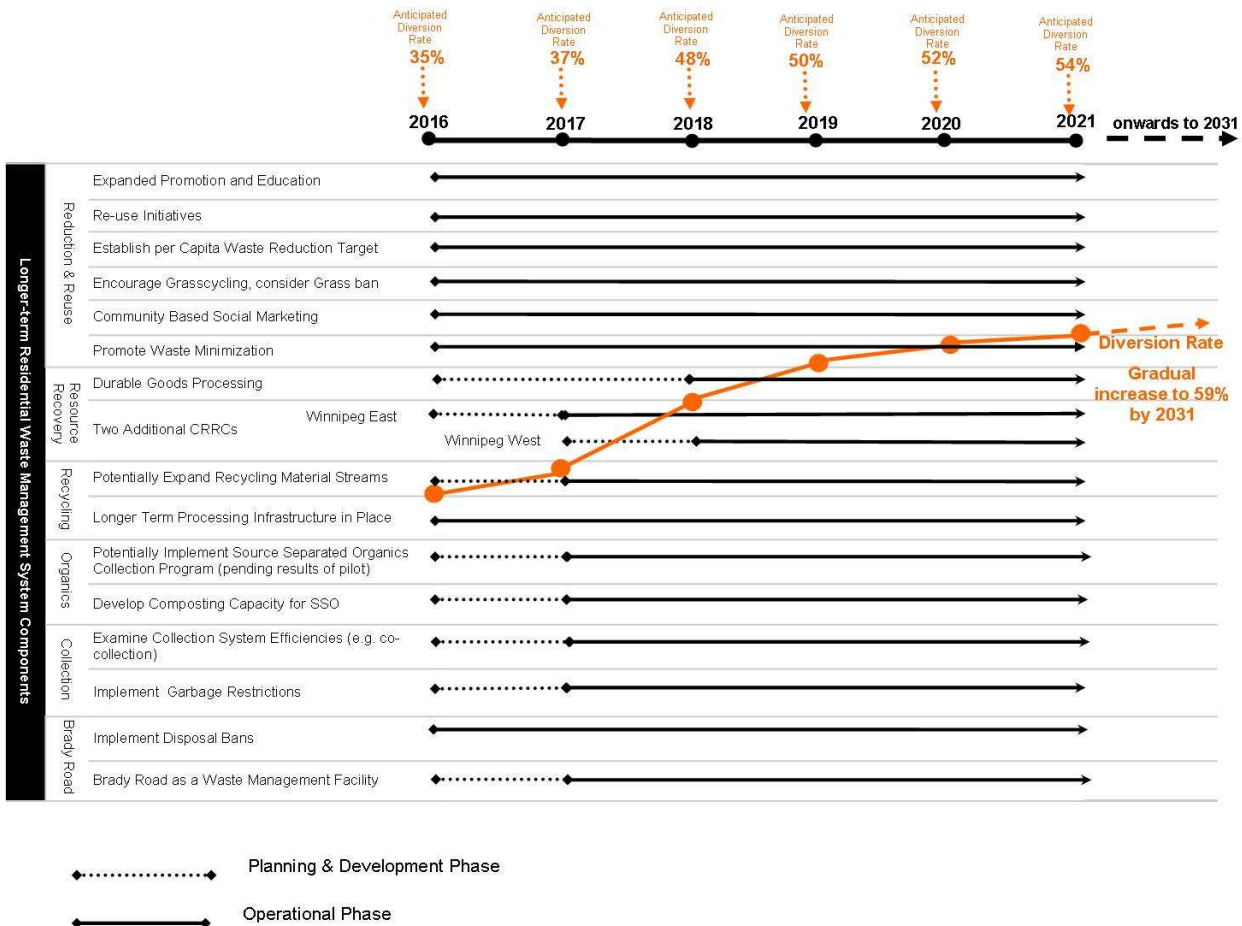 Anticipated
Diversion
Rate
35%
Anticipated
Diversion
Rate
37%
Anticipated
Diversion
Rate
48%
Anticipated
Diversion
Rate
50%
Anticipated
Diversion
Rate
52%
Anticipated
Diversion
Rate
54%
2016
2017
2018
2019
2020
2021
onwards to 2031
Longer-term Residential Waste Management System Components
Reduction & Reuse
Expanded Promotion and Education
Re-use Initiatives
Establish per Capita Waste Reduction Target
Encourage Grasscycling, consider Grass ban
Community Based Social Marketing
Promote Waste Minimization
Diversion Rate
Gradual
increase to 59%
by 2031
Resource
Recovery
Durable Goods Processing
Two Additional CRRCs
Winnipeg East
Winnipeg West
Recycling
Potentially Expand Recycling Material Streams
Longer Term Processing Infrastructure in Place
Organics
Potentially Implement Source Separated Organics
Collection Program (pending results of pilot)
Develop Composting Capacity for SSO
Collection
Examine Collection System Efficiencies (e.g. co-
collection)
Implement Garbage Restrictions
Brady Road
Implement Disposal Bans
Brady Road as a Waste Management Facility
Planning & Development Phase
Operational Phase